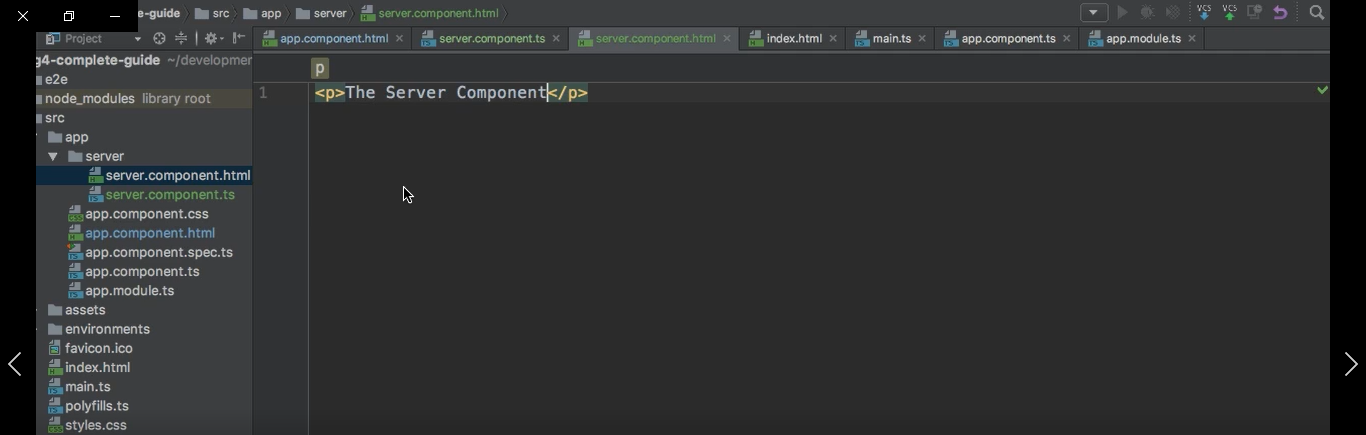 e-guide src app server server.component.html
Project
app.component.html server.component.ts server.component.html index.html main.ts app.component.ts app.module.ts
g4-complete-guide ~/developmer
e2e
node_modules library root
src
app
server
server.component.html
server.component.ts
app.component.css
app.component.html
app.component.spec.ts
app.component.ts
app.module.ts
assets
environments
favicon.ico
index.html
main.ts
polyfills.ts
styles.css
VCS VCS
p
1 <p>The Server Component</p>